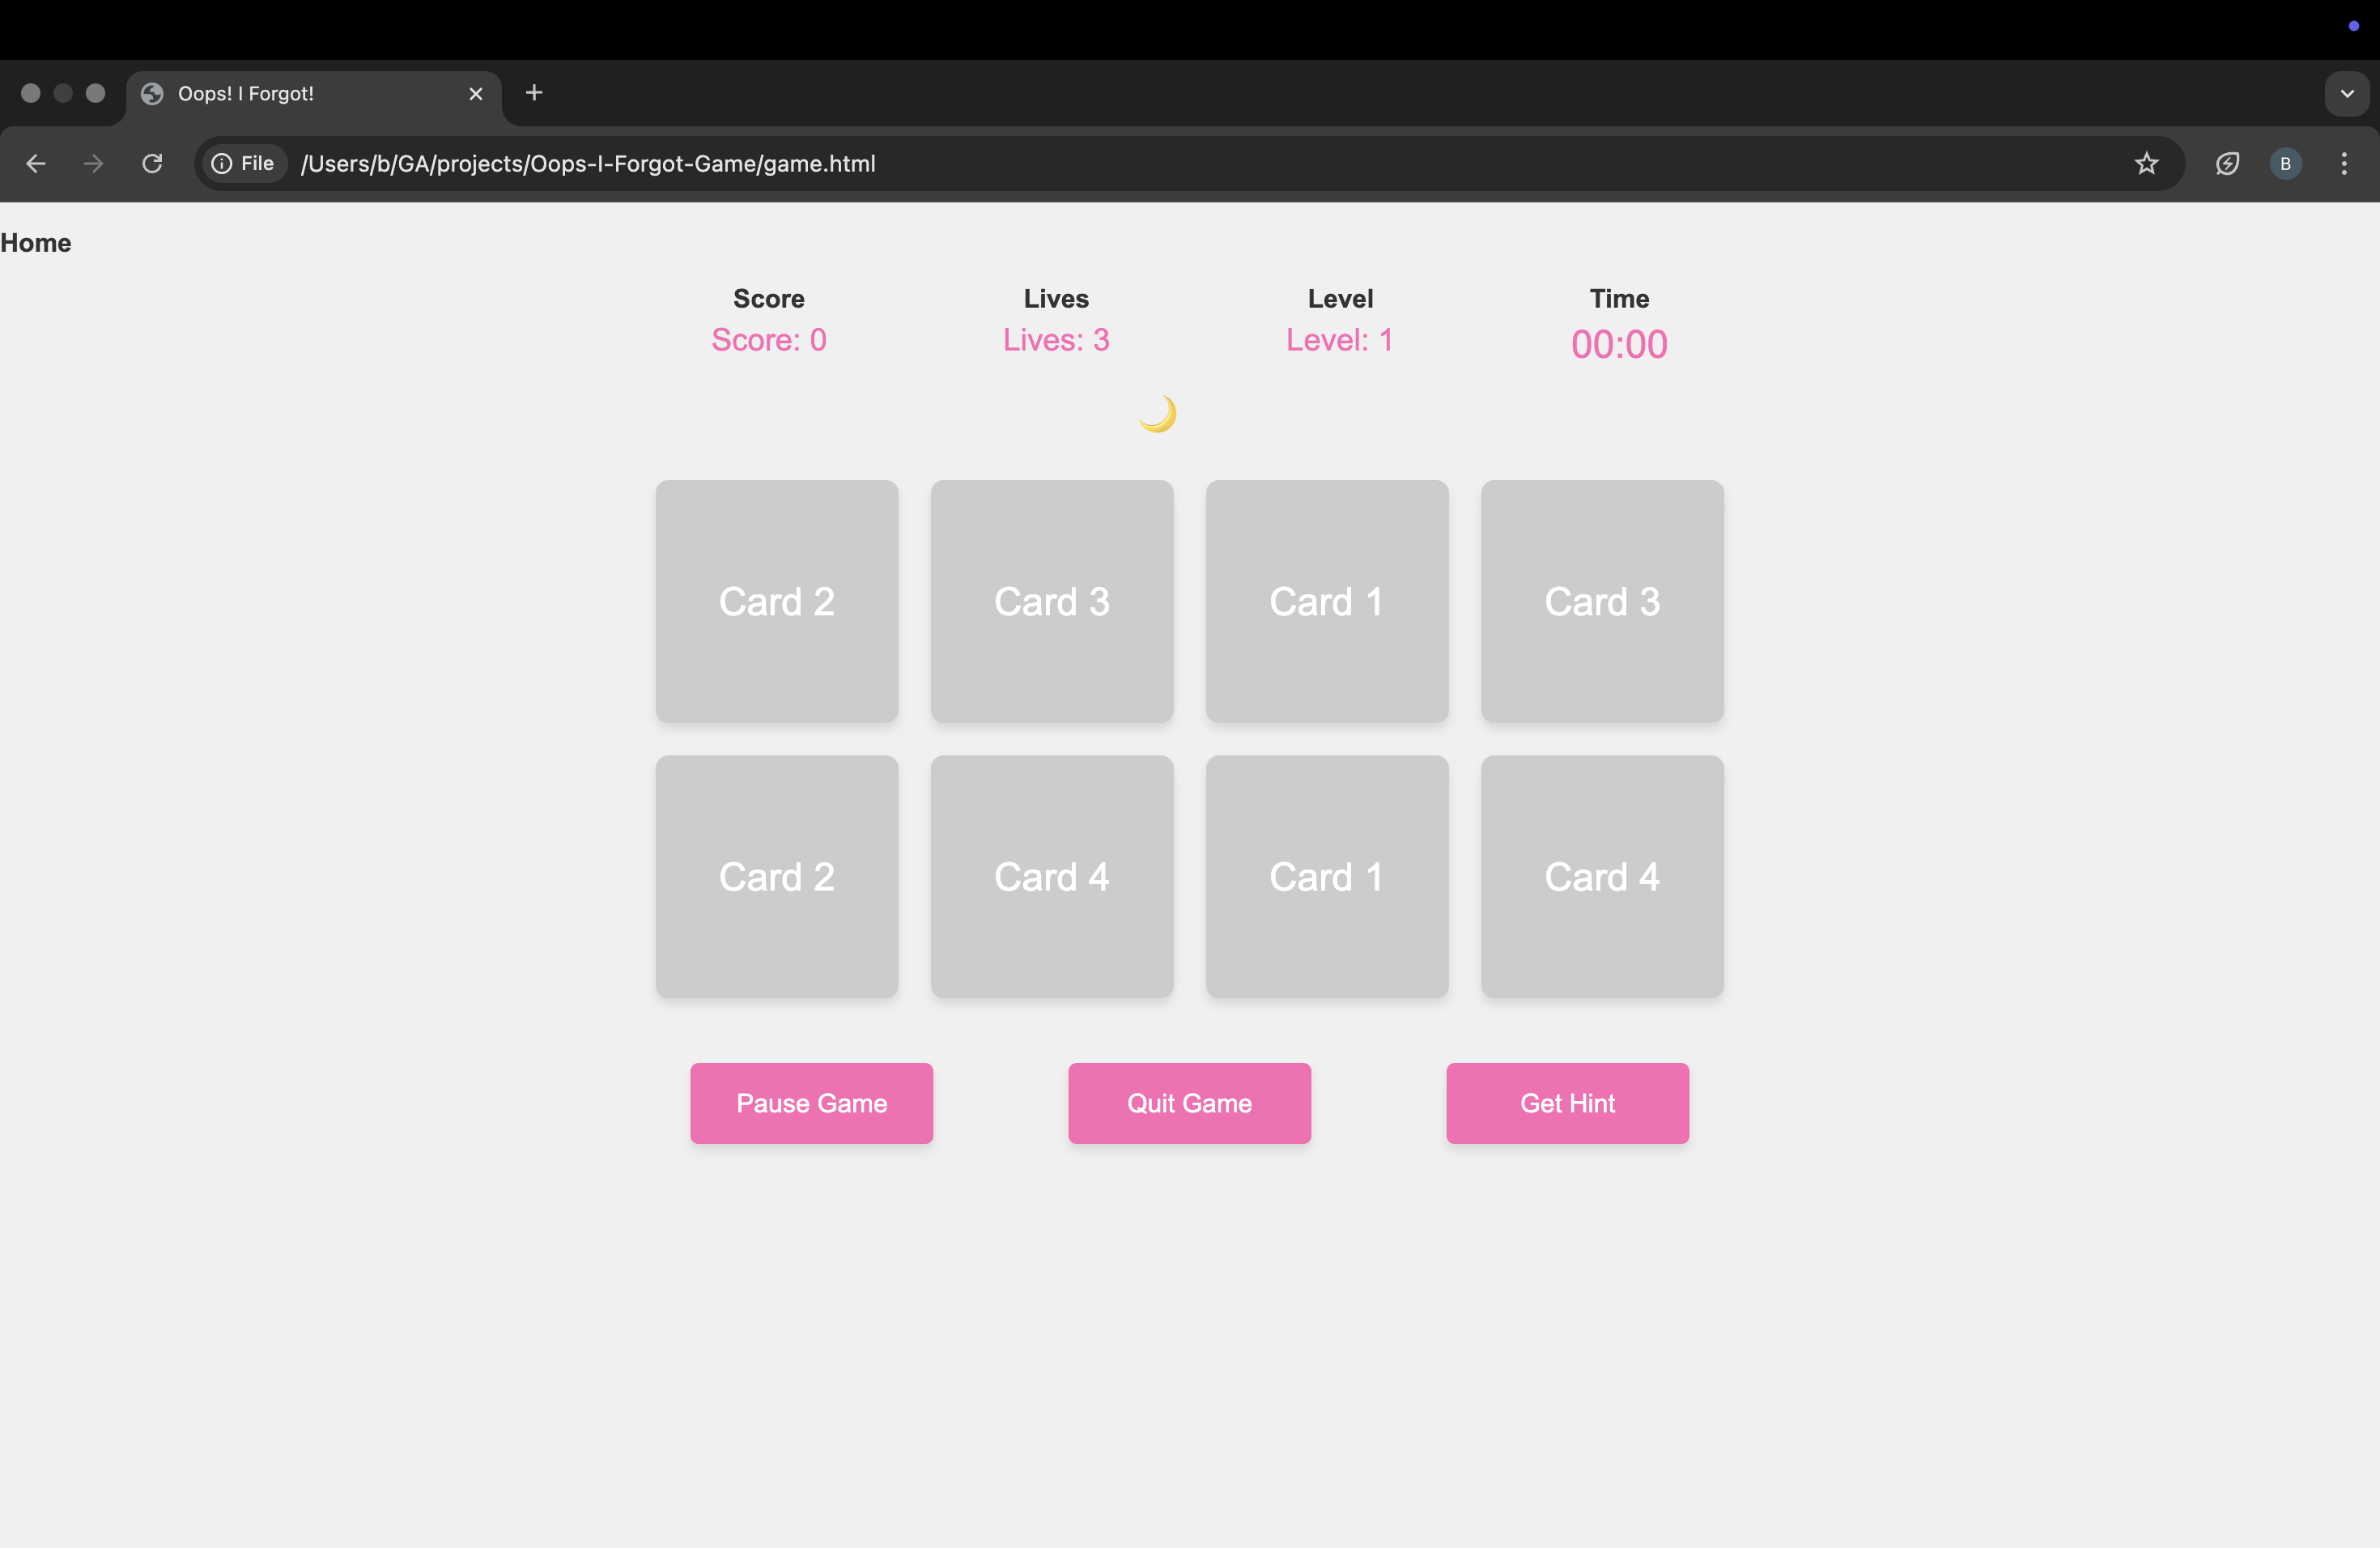 Oops! I Forgot!
File /Users/b/GA/projects/Oops-I-Forgot-Game/game.html B
Home
Score Lives Level Time
Score: 0 Lives: 3 Level: 1 00:00
Card 2 Card 3 Card 1 Card 3
Card 2 Card 4 Card 1 Card 4
Pause Game Quit Game Get Hint